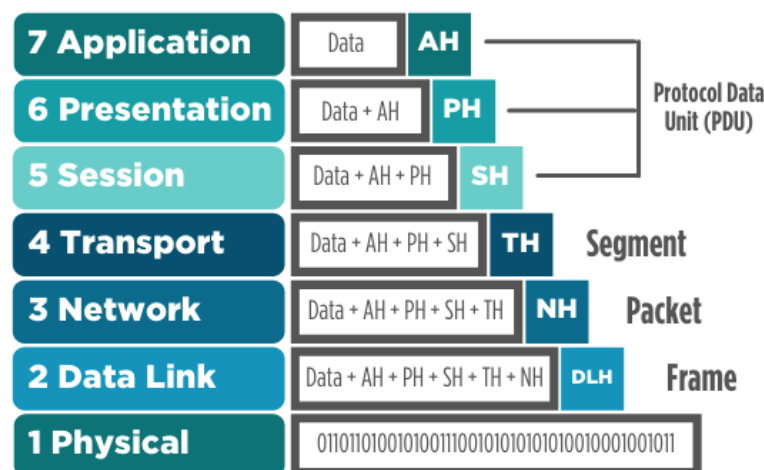 7 Application
Data
AH
6 Presentation
Data + AH
PH
Protocol Data
Unit (PDU)
5 Session
Data + AH + PH
SH
4 Transport
Data + AH + PH + SH
TH
Segment
3 Network
Data + AH + PH + SH + TH
NH
Packet
2 Data Link
Data + AH + PH + SH + TH + NH
DLH
Frame
1 Physical
01101101001010011100101010101010010001001011